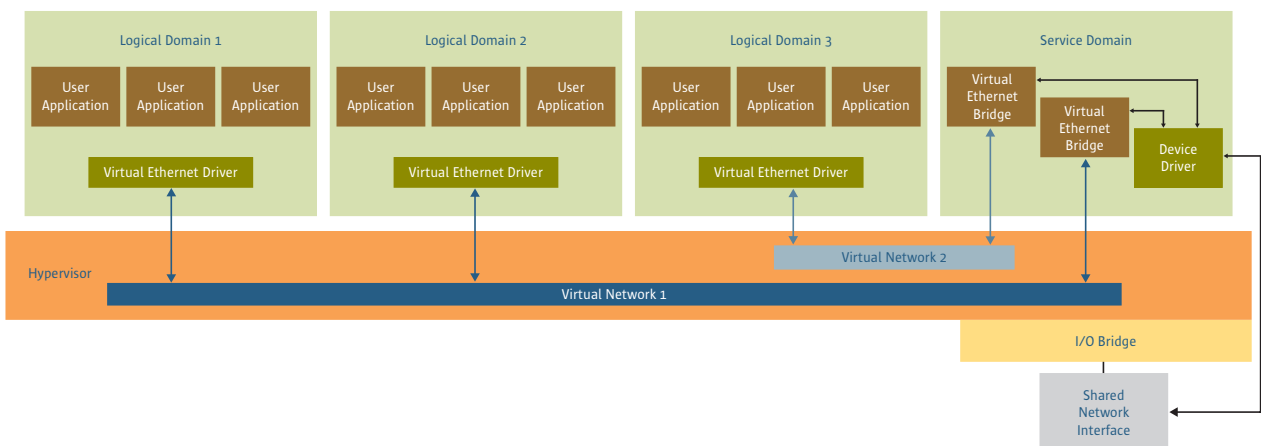 Logical Domain 1
User
Application
User
Application
User
Application
Virtual Ethernet Driver
Logical Domain 2
User
Application
User
Application
User
Application
Virtual Ethernet Driver
Logical Domain 3
User
Application
User
Application
User
Application
Virtual Ethernet Driver
Service Domain
Virtual
Ethernet
Bridge
Virtual
Ethernet
Bridge
Device
Driver
Hypervisor
Virtual Network 2
Virtual Network 1
I/O Bridge
Shared
Network
Interface